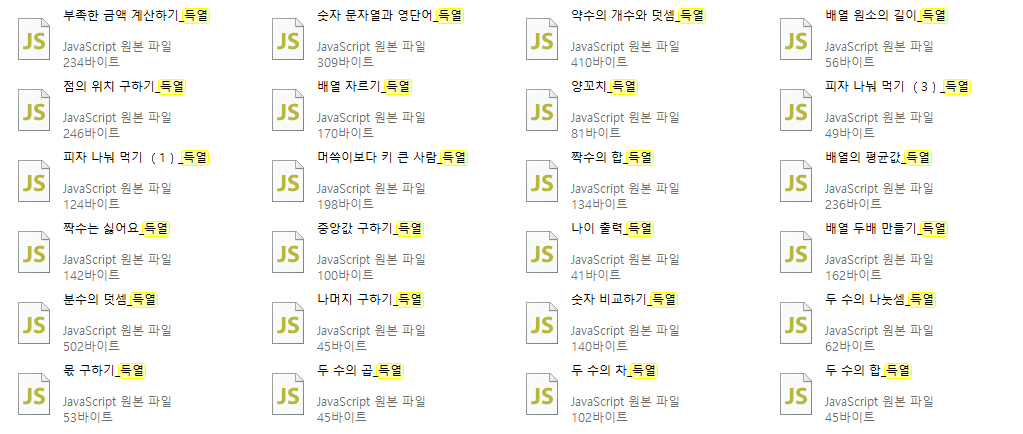 부족한 금액 계산하기_득열
JS
JavaScript 원본 파일
234바이트
숫자 문자열과 영단어_득열
JS
JavaScript 원본 파일
309바이트
약수의 개수와 덧셈_득열
JS
JavaScript 원본 파일
410바이트
배열 원소의 길이_득열
JS
JavaScript 원본 파일
56바이트
점의 위치 구하기_득열
JS
JavaScript 원본 파일
246바이트
배열 자르기_득열
JS
JavaScript 원본 파일
170바이트
양꼬치_득열
JS
JavaScript 원본 파일
81바이트
피자 나눠 먹기 ( 3 )_득열
JS
JavaScript 원본 파일
49바이트
피자 나눠 먹기 ( 1 )_득열
JS
JavaScript 원본 파일
124바이트
머쓱이보다 키 큰 사람_득열
JS
JavaScript 원본 파일
198바이트
짝수의 합_득열
JS
JavaScript 원본 파일
134바이트
배열의 평균값_득열
JS
JavaScript 원본 파일
236바이트
짝수는 싫어요_득열
JS
JavaScript 원본 파일
142바이트
중앙값 구하기_득열
JS
JavaScript 원본 파일
100바이트
나이 출력_득열
JS
JavaScript 원본 파일
41바이트
배열 두배 만들기_득열
JS
JavaScript 원본 파일
162바이트
분수의 덧셈_득열
JS
JavaScript 원본 파일
502바이트
나머지 구하기_득열
JS
JavaScript 원본 파일
45바이트
숫자 비교하기_득열
JS
JavaScript 원본 파일
140바이트
두 수의 나눗셈_득열
JS
JavaScript 원본 파일
62바이트
몫 구하기_득열
JS
JavaScript 원본 파일
53바이트
두 수의 곱_득열
JS
JavaScript 원본 파일
45바이트
두 수의 차_득열
JS
JavaScript 원본 파일
102바이트
두 수의 합_득열
JS
JavaScript 원본 파일
45바이트